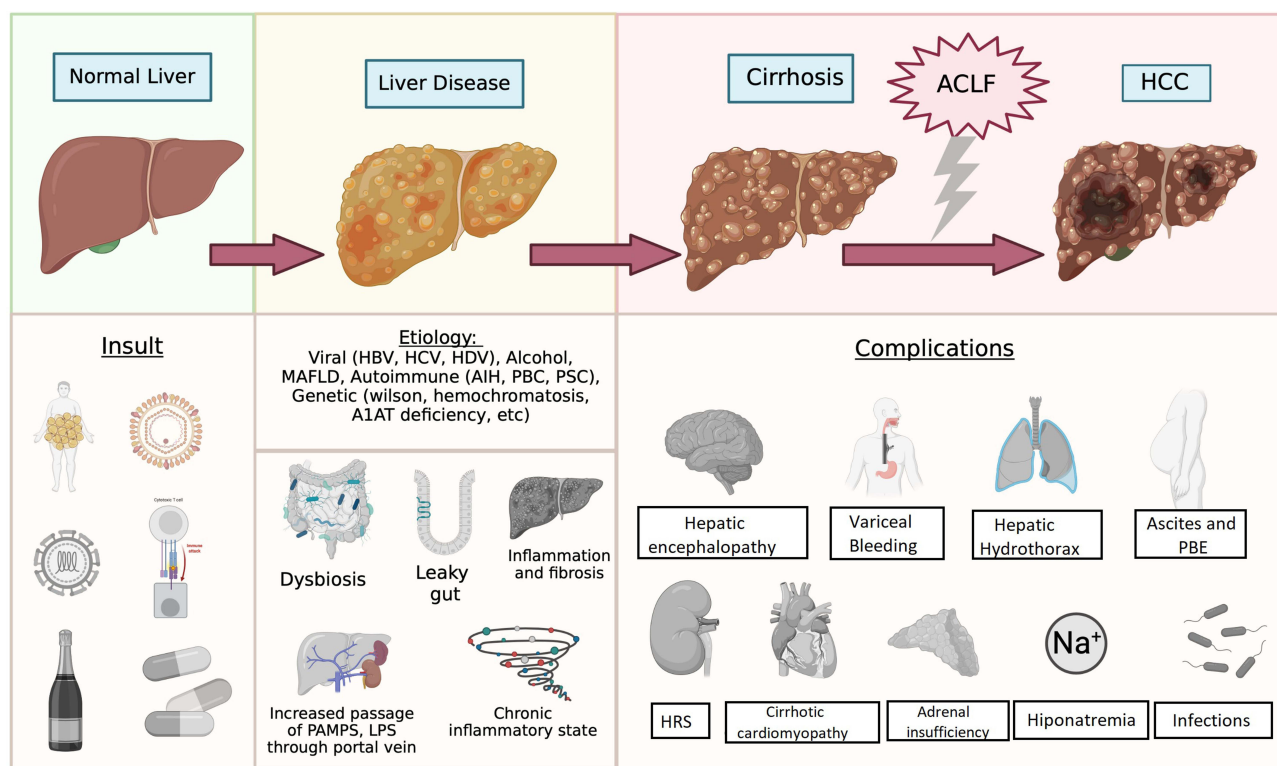 Normal Liver
Liver Disease
Cirrhosis
ACLF
HCC
Insult
Cytotoxic T cell
Immune
attack
Etiology:
Viral (HBV, HCV, HDV), Alcohol,
MAFLD, Autoimmune (AIH, PBC, PSC),
Genetic (wilson, hemochromatosis,
A1AT deficiency, etc)
Dysbiosis
Leaky
gut
Inflammation
and fibrosis
Increased passage
of PAMPS, LPS
through portal vein
Chronic
inflammatory state
Complications
Hepatic
encephalopathy
Variceal
Bleeding
Hepatic
Hydrothorax
Ascites and
PBE
Na⁺
HRS
Cirrhotic
cardiomyopathy
Adrenal
insufficiency
Hiponatremia
Infections